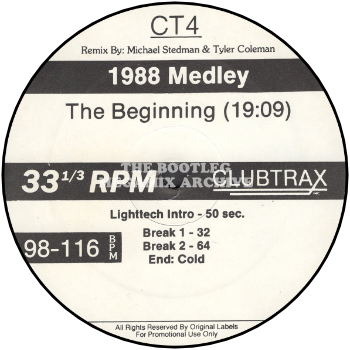 CT4
Remix By: Michael Stedman & Tyler Coleman
1988 Medley
The Beginning (19:09)
THE BOOTLEG
MEGAMIX ARCHIVE
33 1/3 RPM
CLUBTRAX
Lighttech Intro - 50 sec.
Break 1 - 32
Break 2 - 64
End: Cold
98-116 BPM
All Rights Reserved By Original Labels
For Promotional Use Only